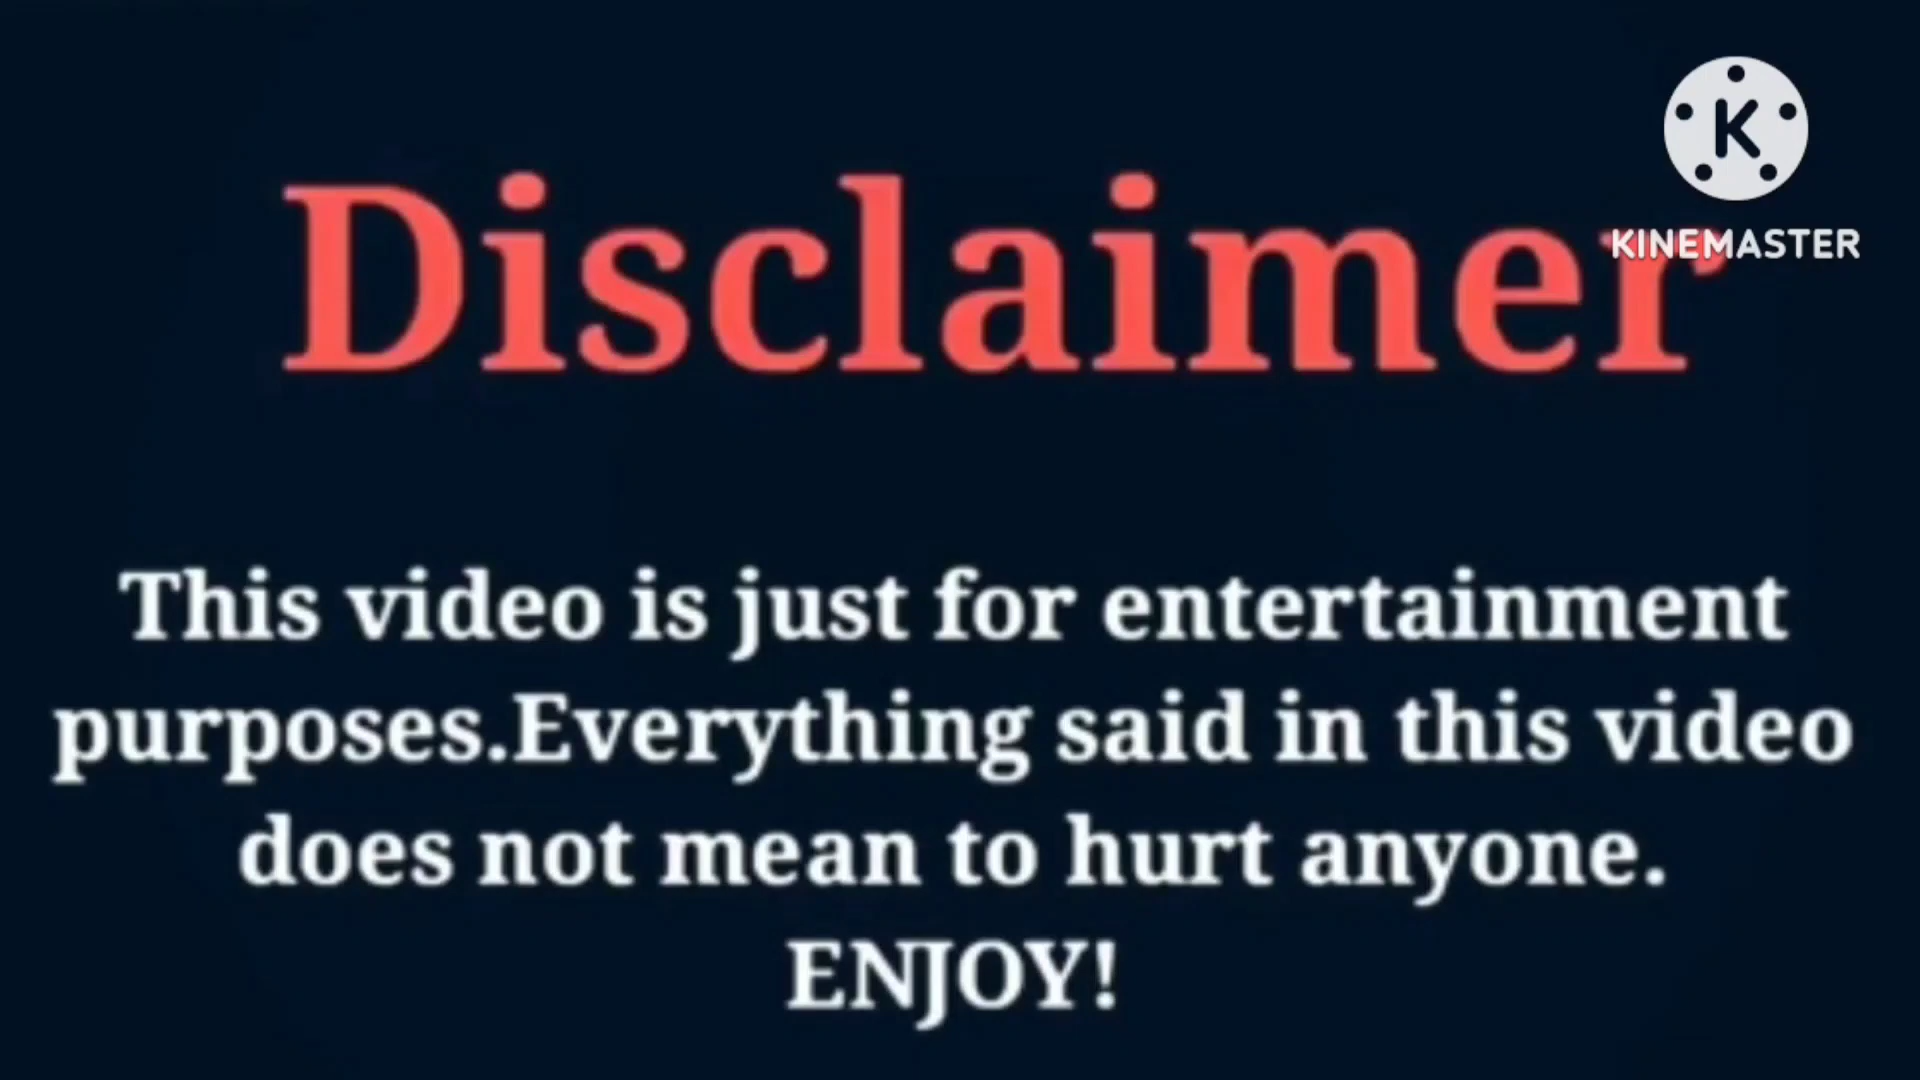 K
KINEMASTER
Disclaimer
This video is just for entertainment
purposes.Everything said in this video
does not mean to hurt anyone.
ENJOY!